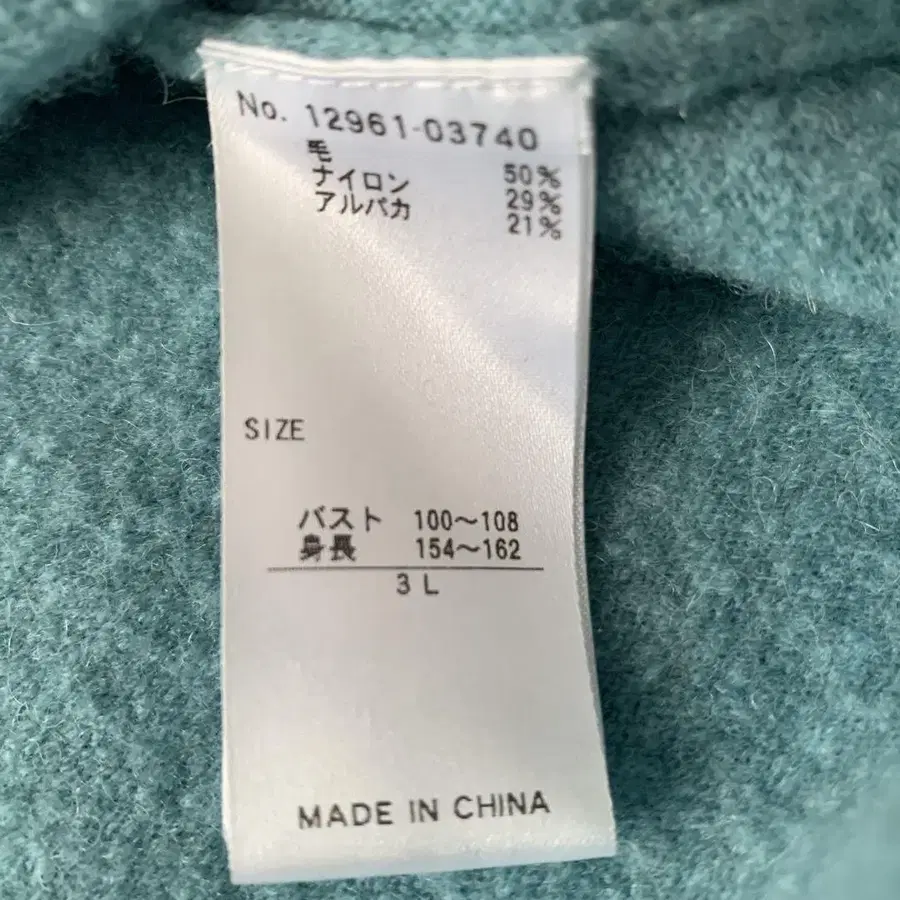 No. 12961-03740
毛 50%
ナイロン 29%
アルパカ 21%
SIZE
バスト 100～108
身長 154～162
3L
MADE IN CHINA